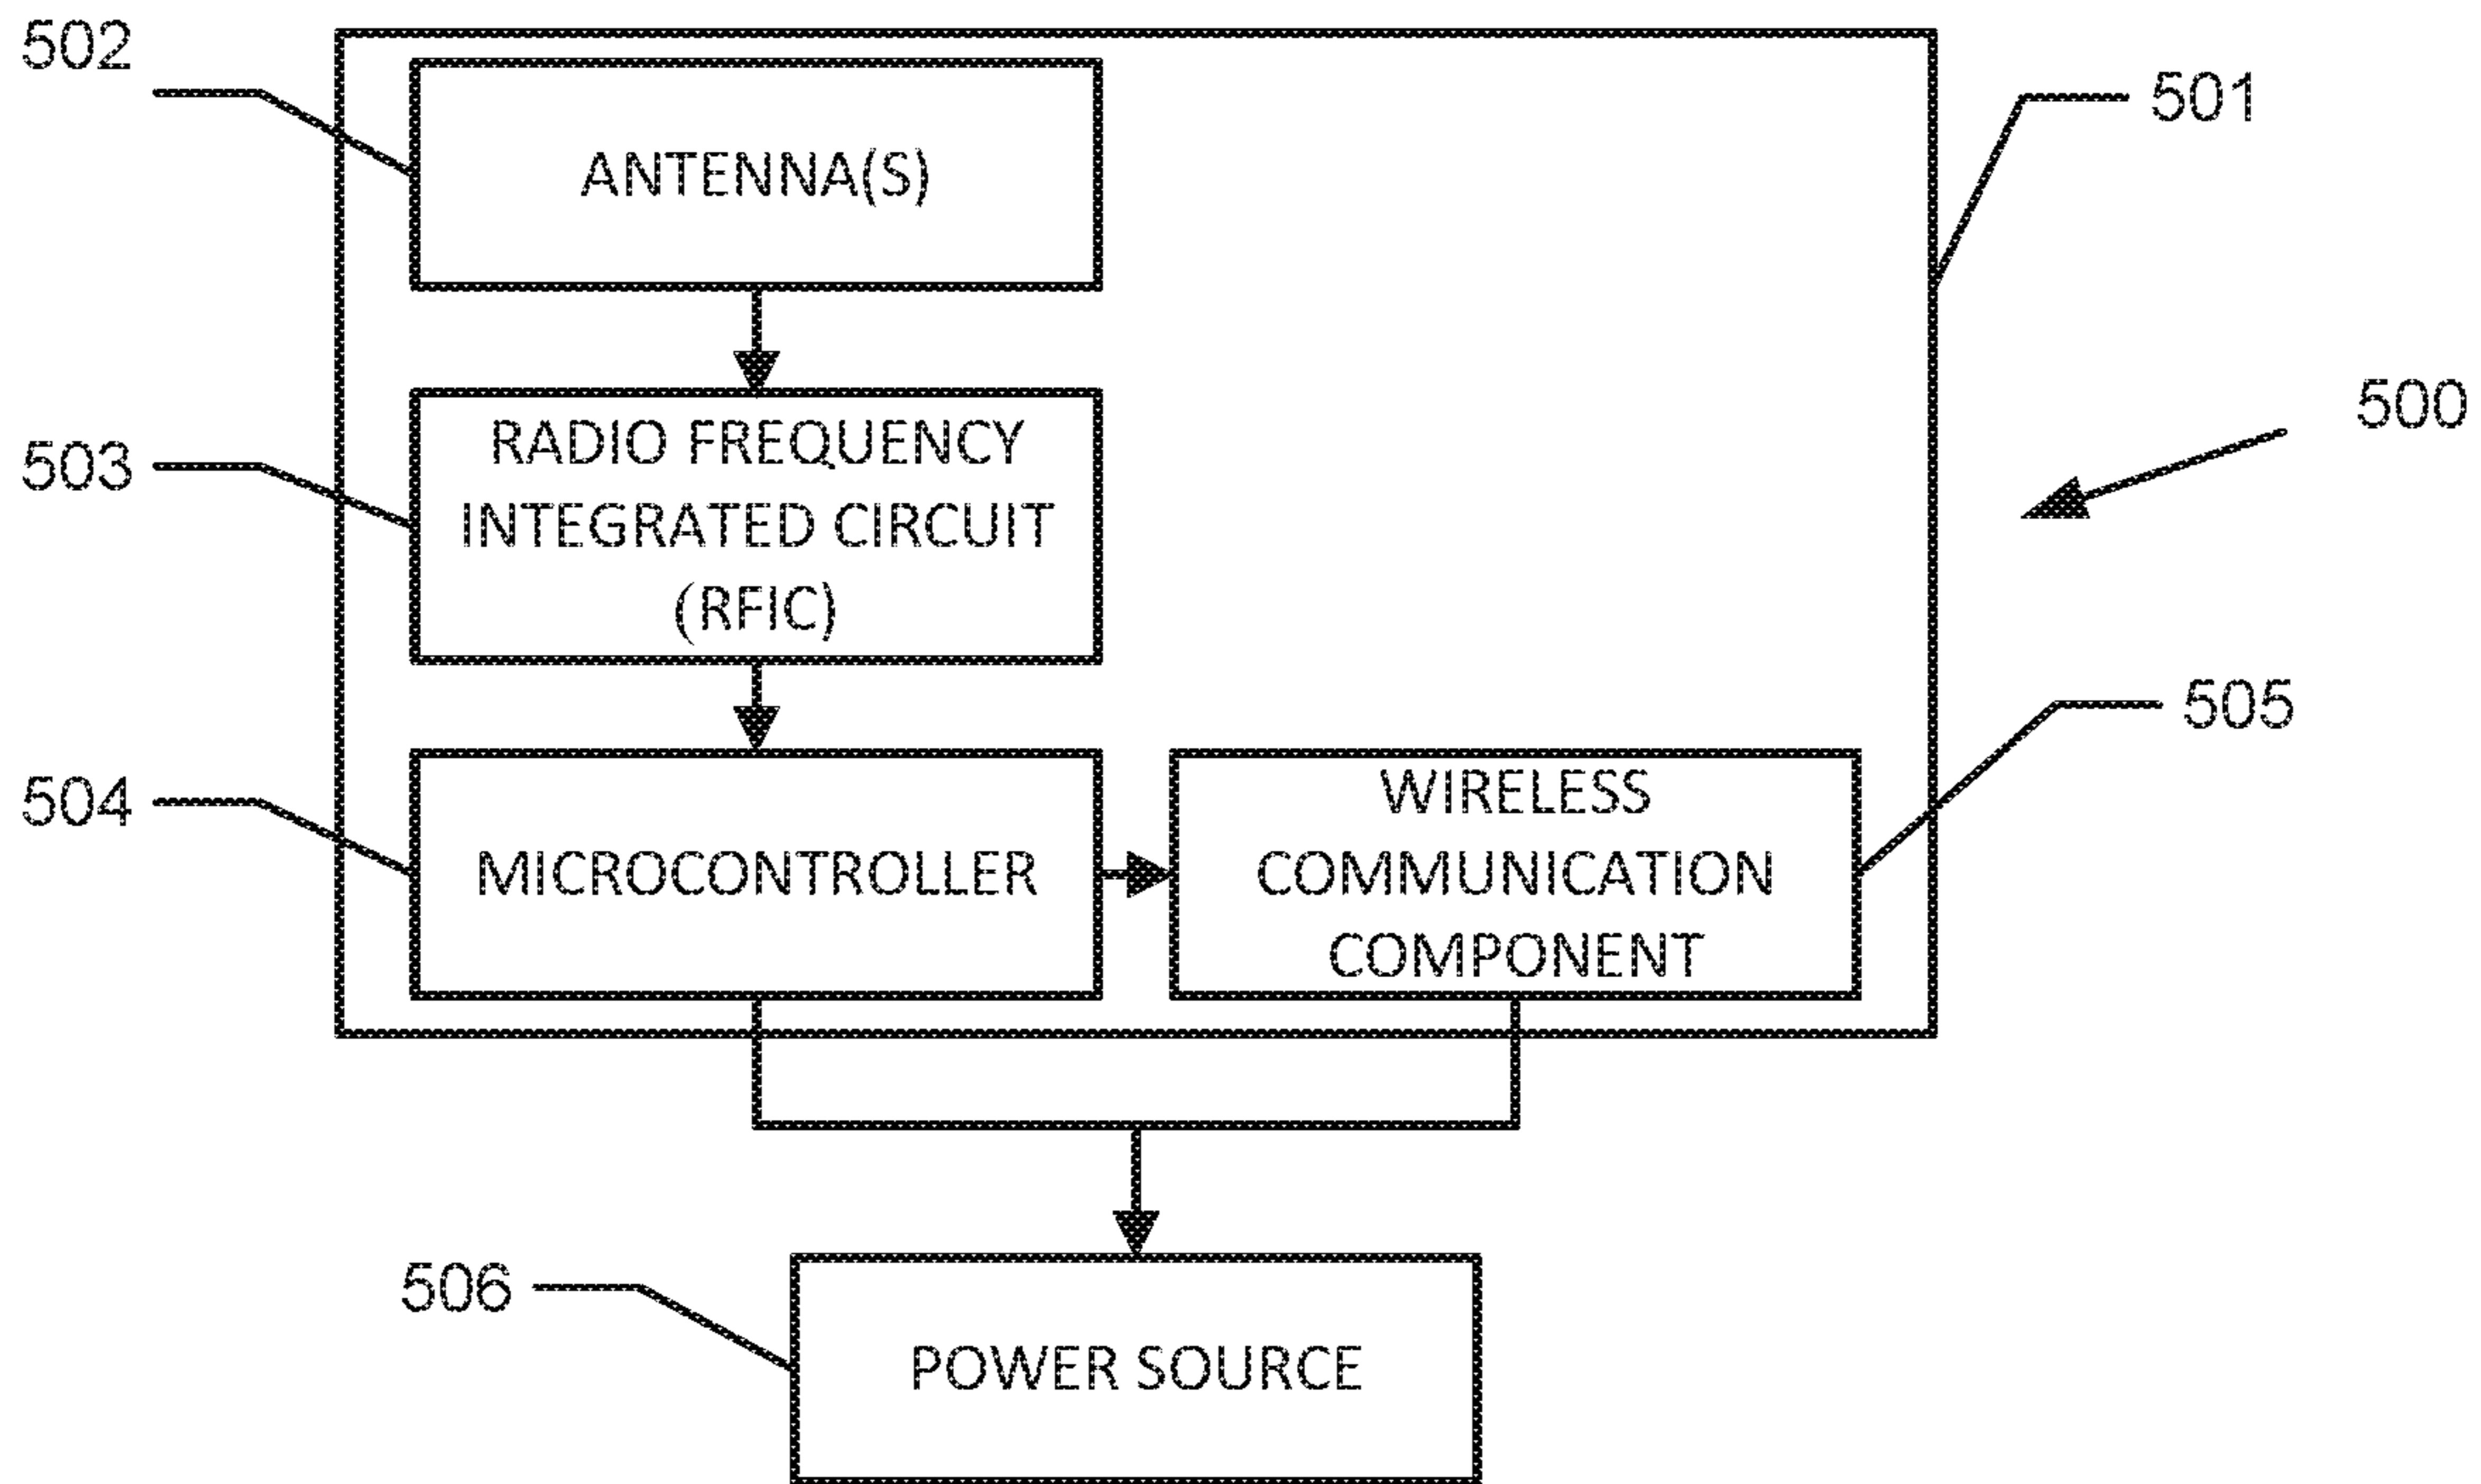 502
501
ANTENNA(S)
500
503
RADIO FREQUENCY
INTEGRATED CIRCUIT
(RFIC)
505
504
MICROCONTROLLER
WIRELESS
COMMUNICATION
COMPONENT
506
POWER SOURCE